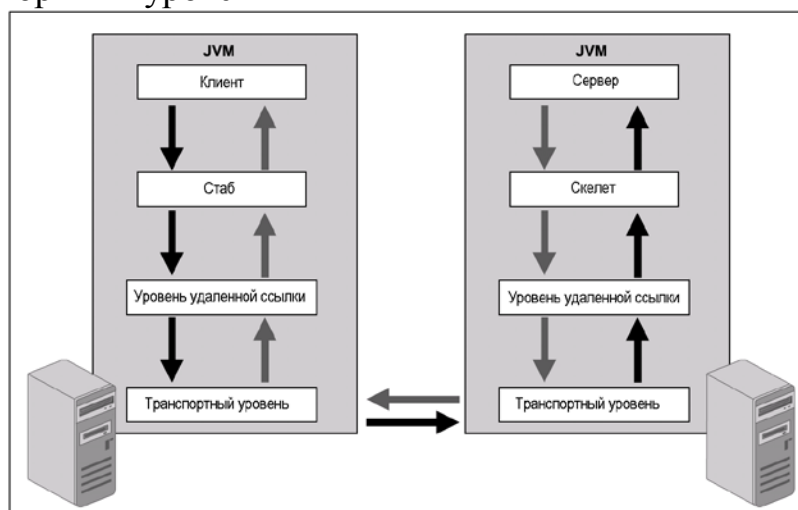 JVM
Клиент
Стаб
Уровень удаленной ссылки
Транспортный уровень
JVM
Сервер
Скелет
Уровень удаленной ссылки
Транспортный уровень